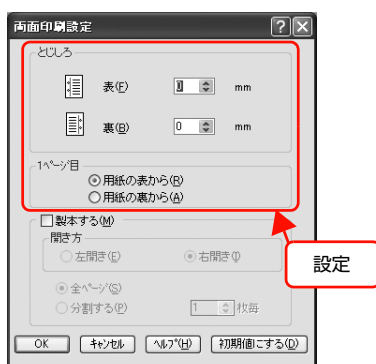 両面印刷設定
とじしろ
表(F) 0 mm
裏(B) 0 mm
1ページ目
用紙の表から(R)
用紙の裏から(A)
製本する(M)
開き方
左開き(E) 右開き(I)
設定
全ページ(S)
分割する(P) 1 枚毎
OK キャンセル ヘルプ(H) 初期値にする(D)